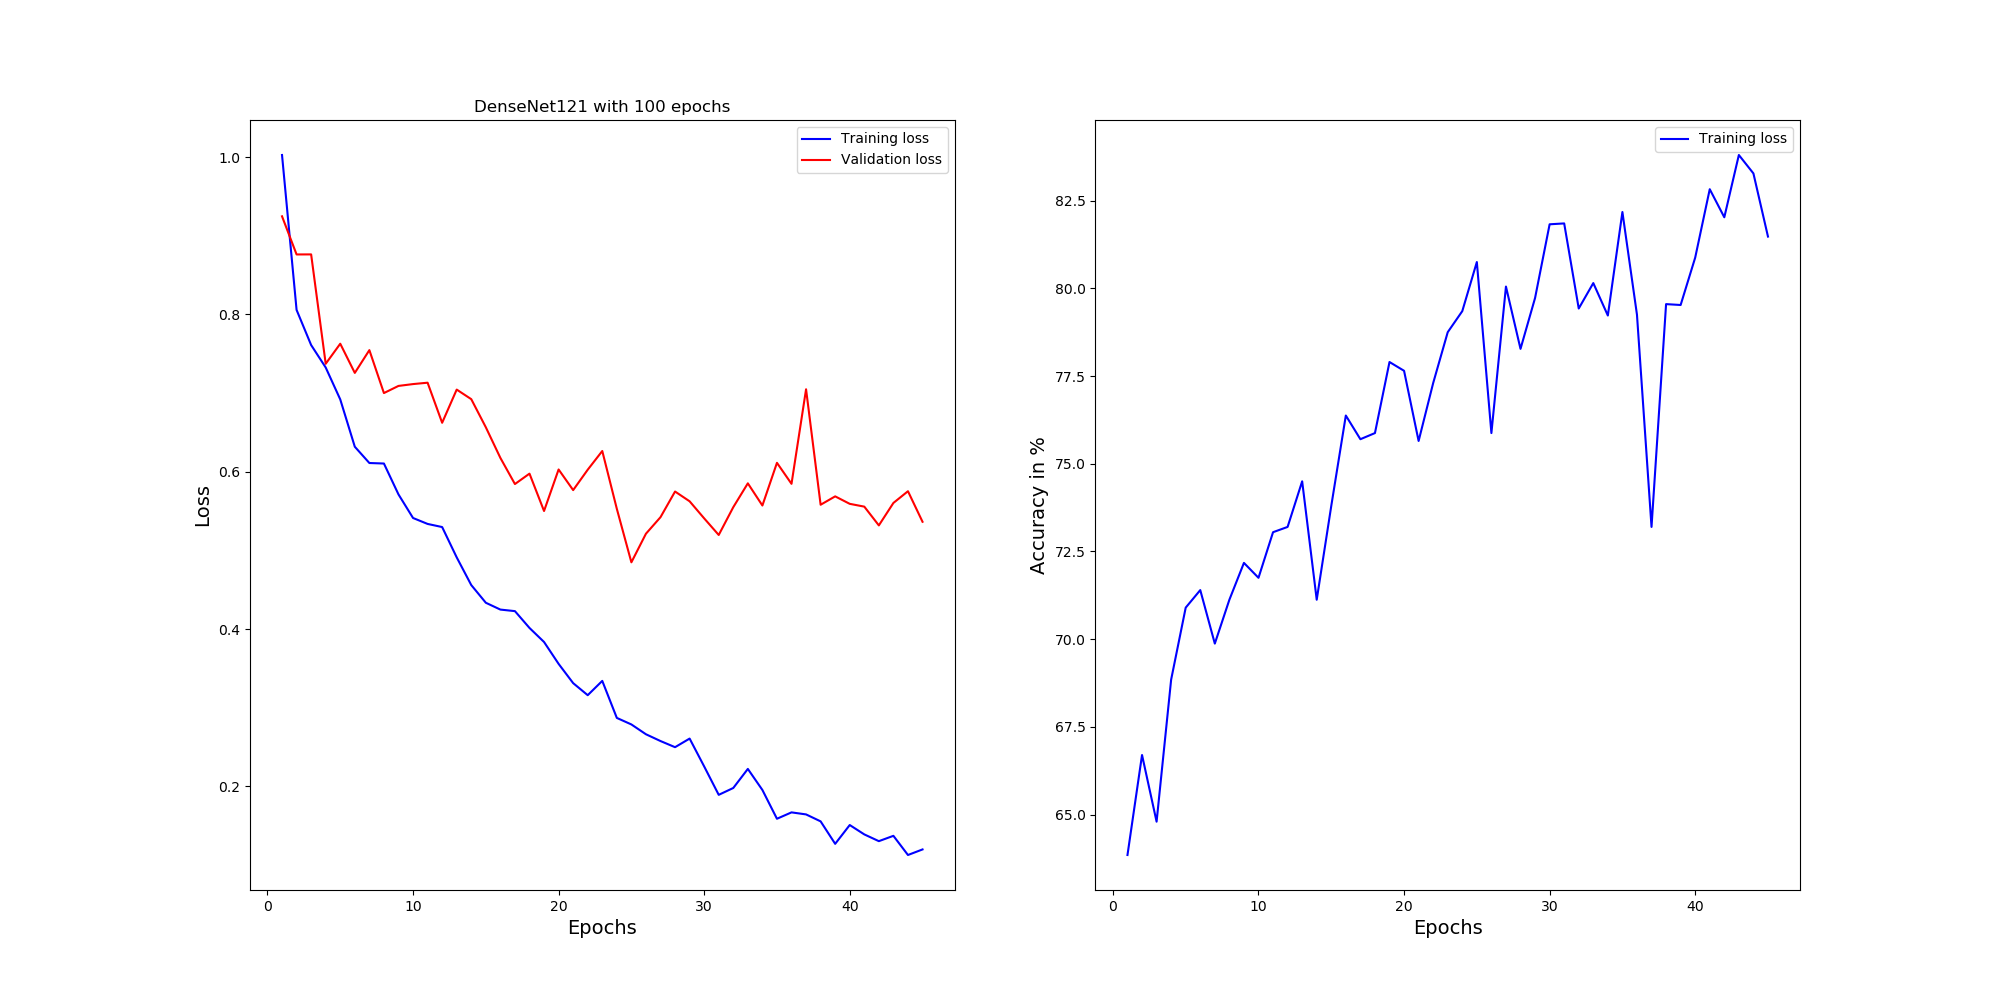 DenseNet121 with 100 epochs
Training loss
Validation loss
1.0
0.8
0.6
0.4
0.2
Loss
0 10 20 30 40
Epochs
Training loss
82.5
80.0
77.5
75.0
72.5
70.0
67.5
65.0
Accuracy in %
0 10 20 30 40
Epochs